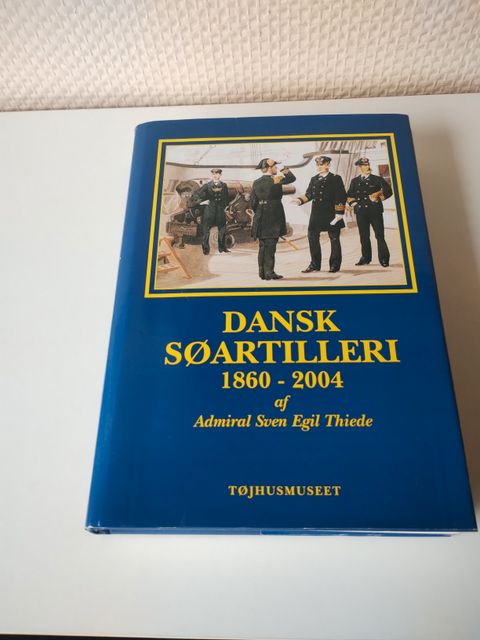 DANSK
SØARTILLERI
1860 - 2004
af
Admiral Sven Egil Thiede
TØJHUSMUSEET